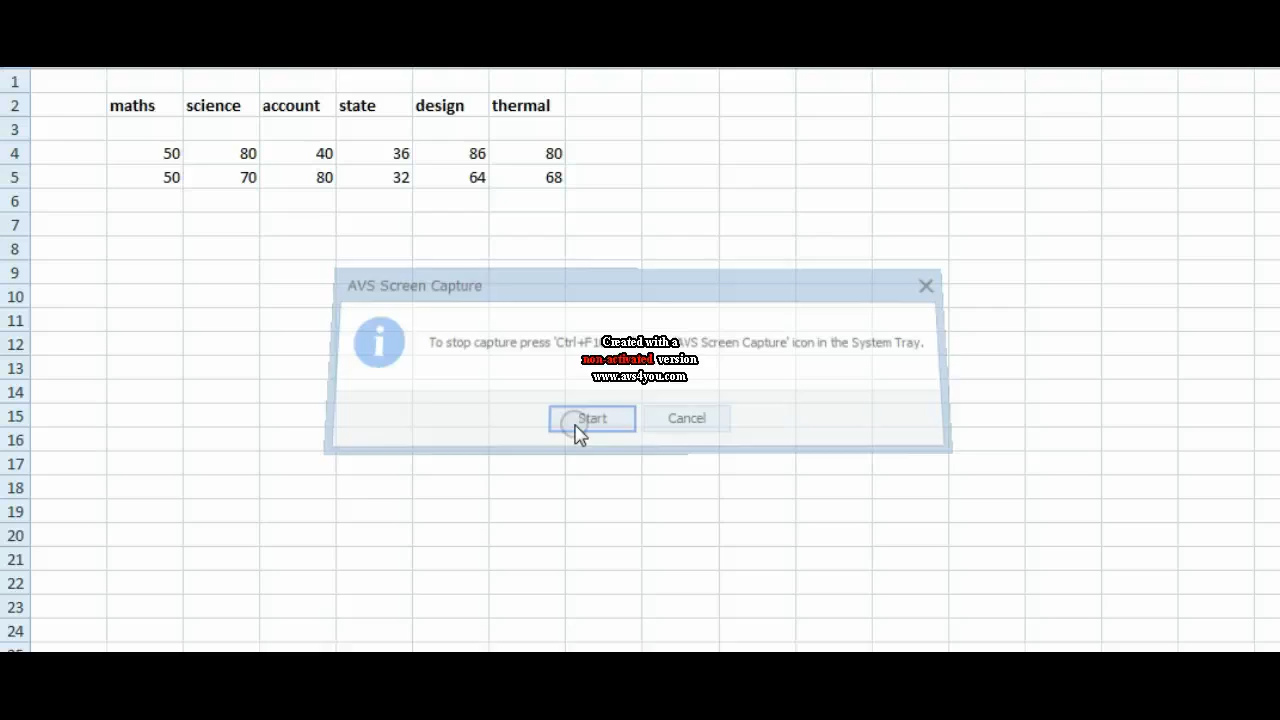 1
2 maths science account state design thermal
3
4 50 80 40 36 86 80
5 50 70 80 32 64 68
6
7
8
9
AVS Screen Capture
10
11
12 To stop capture press 'Ctrl+F1 AVS Screen Capture' icon in the System Tray.
Created with a
13 non-activated version
www.avs4you.com
14
15 Start Cancel
16
17
18
19
20
21
22
23
24